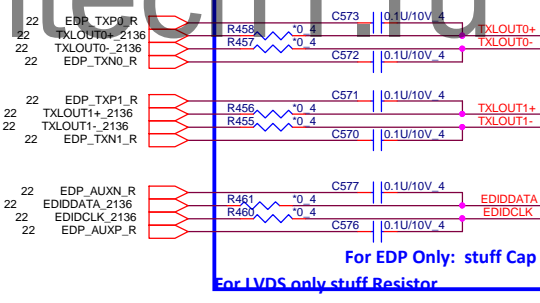 itecnl.ru
22 EDP_TXP0_R C573 0.1U/10V_4
22 TXLOUT0+_2136 R458 *0_4 TXLOUT0+
22 TXLOUT0-_2136 R457 *0_4 TXLOUT0-
22 EDP_TXN0_R C572 0.1U/10V_4
22 EDP_TXP1_R C571 0.1U/10V_4
22 TXLOUT1+_2136 R456 *0_4 TXLOUT1+
22 TXLOUT1-_2136 R455 *0_4 TXLOUT1-
22 EDP_TXN1_R C570 0.1U/10V_4
22 EDP_AUXN_R C577 0.1U/10V_4
22 EDIDDATA_2136 R461 *0_4 EDIDDATA
22 EDIDCLK_2136 R460 *0_4 EDIDCLK
22 EDP_AUXP_R C576 0.1U/10V_4
For EDP Only: stuff Cap
For LVDS only stuff Resistor